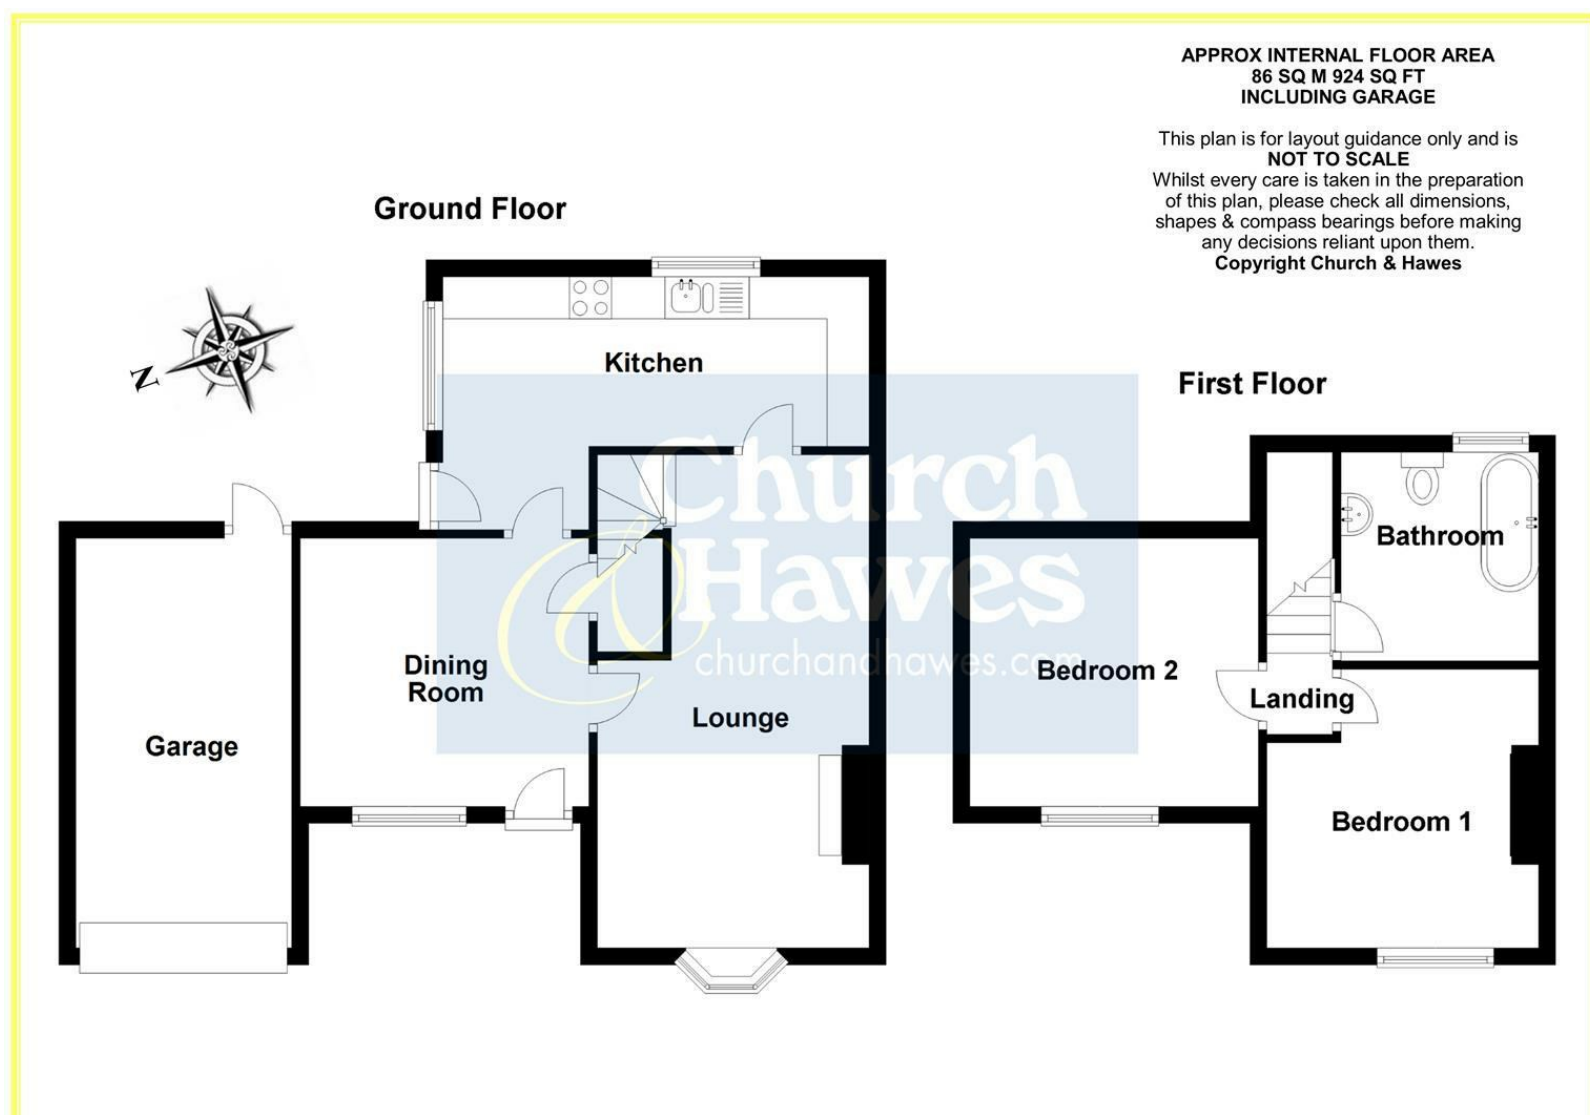 APPROX INTERNAL FLOOR AREA
86 SQ M 924 SQ FT
INCLUDING GARAGE
This plan is for layout guidance only and is
NOT TO SCALE
Whilst every care is taken in the preparation
of this plan, please check all dimensions,
shapes & compass bearings before making
any decisions reliant upon them.
Copyright Church & Hawes
Ground Floor
N
Kitchen
Dining
Room
Lounge
Garage
Church
& Hawes
churchandhawes.com
First Floor
Bathroom
Bedroom 2
Landing
Bedroom 1